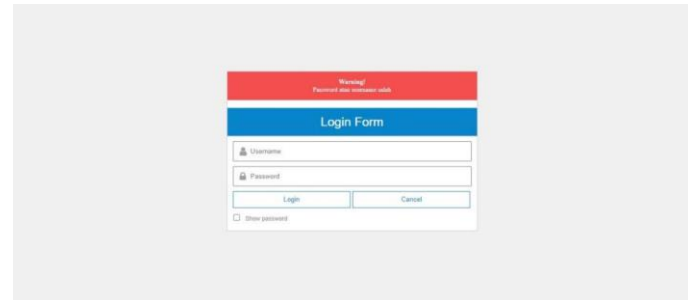 Warning!
Password atau username salah
Login Form
Username
Password
Login
Cancel
Show password